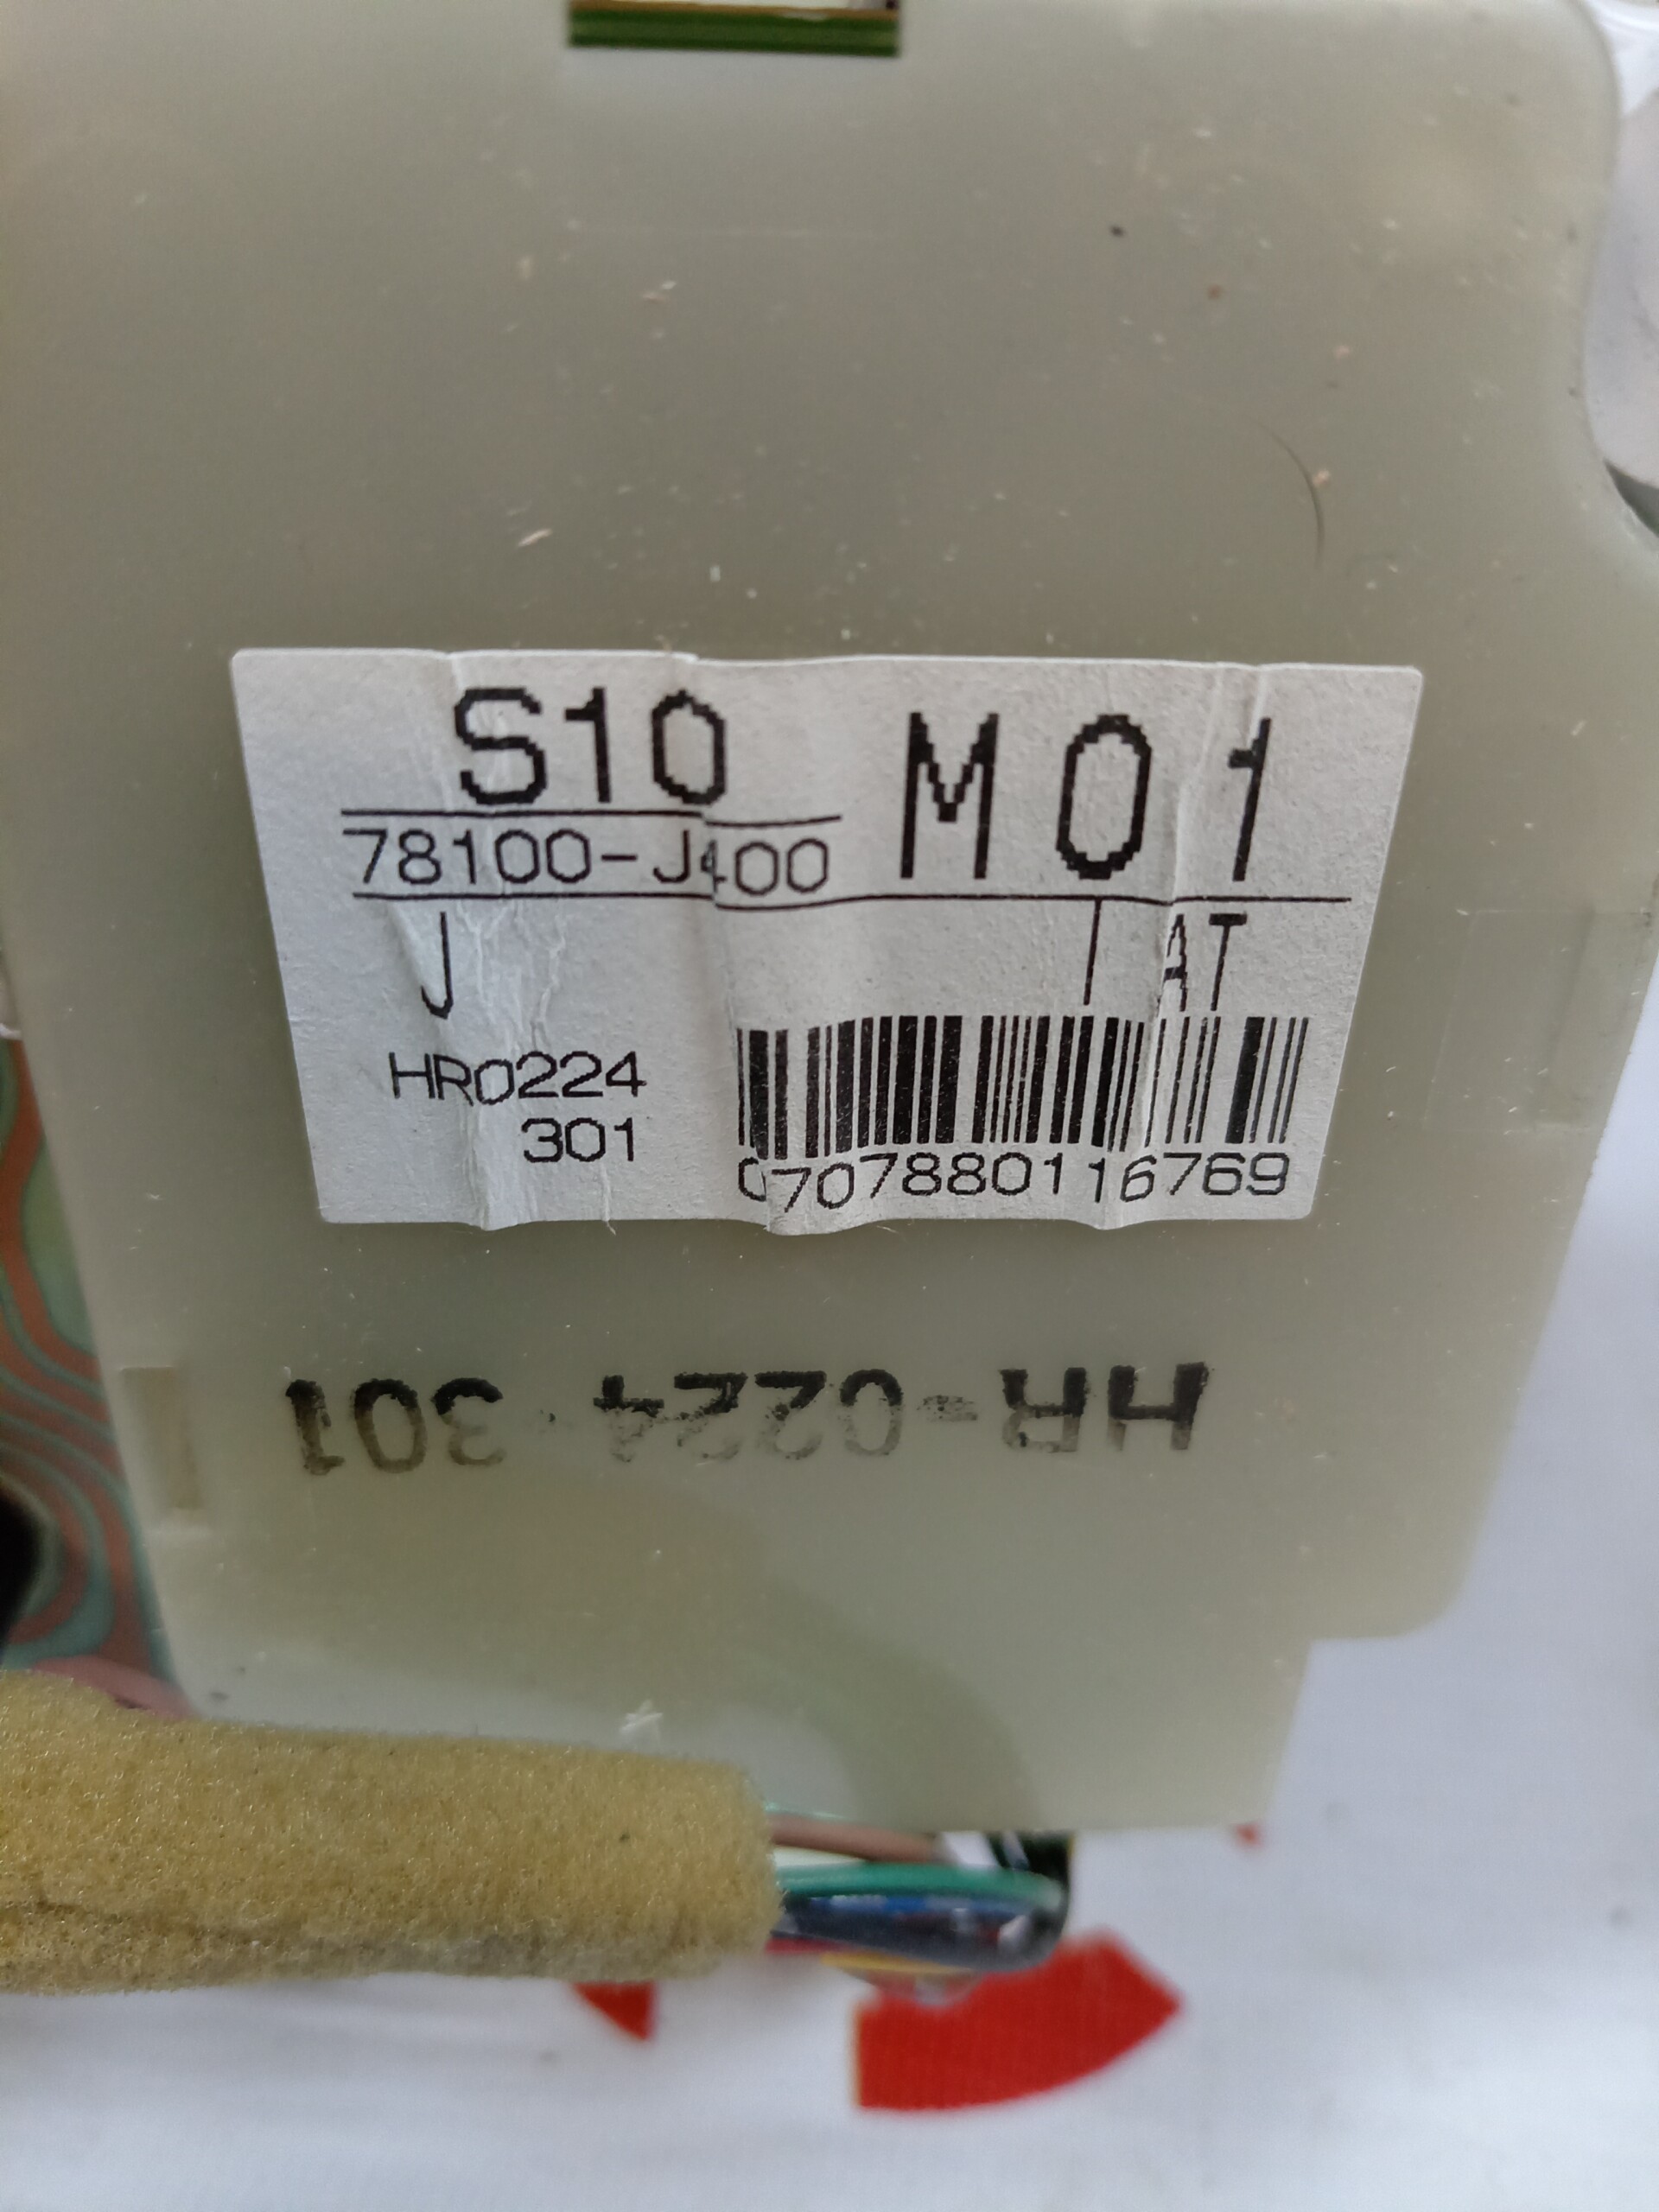 S10 M01
78100-J400
J I AT
HR0224
301
0707880116769
HR-0224 301